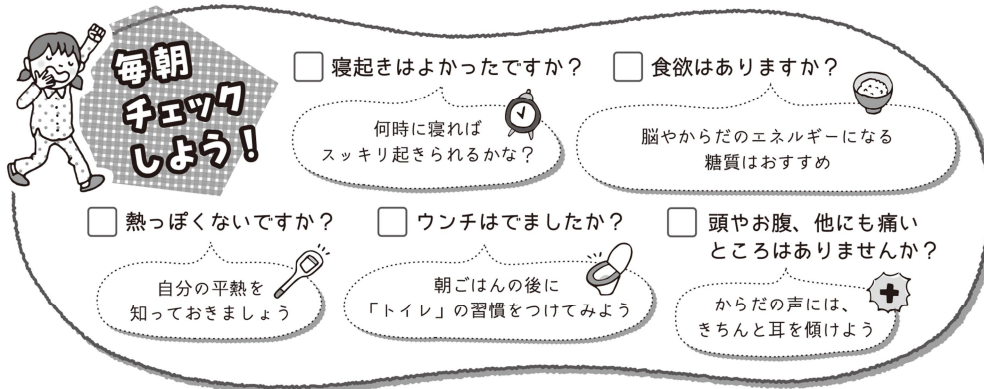 毎朝
チェック
しよう!
寝起きはよかったですか?
何時に寝れば
スッキリ起きられるかな?
食欲はありますか?
脳やからだのエネルギーになる
糖質はおすすめ
熱っぽくないですか?
自分の平熱を
知っておきましょう
ウンチはでましたか?
朝ごはんの後に
「トイレ」の習慣をつけてみよう
頭やお腹、他にも痛い
ところはありませんか?
からだの声には、
きちんと耳を傾けよう